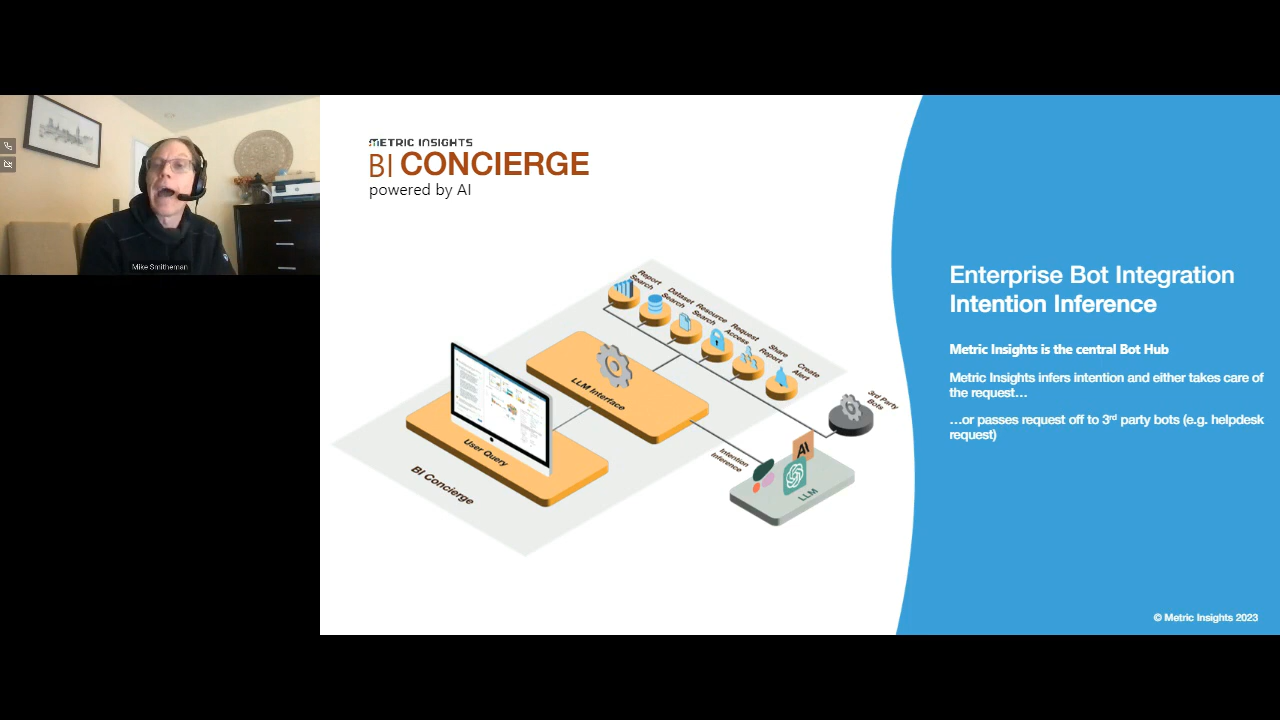 METRIC INSIGHTS
BI CONCIERGE
powered by AI
Mike Smitheman
Report
Search
Dataset
Search
Resource
Search
Request
Access
Share
Report
Create
Alert
LLM Interface
3rd Party
Bots
User Query
Intention
Inference
AI
LLM
BI Concierge
Enterprise Bot Integration
Intention Inference
Metric Insights is the central Bot Hub
Metric Insights infers intention and either takes care of
the request…
…or passes request off to 3rd party bots (e.g. helpdesk
request)
© Metric Insights 2023